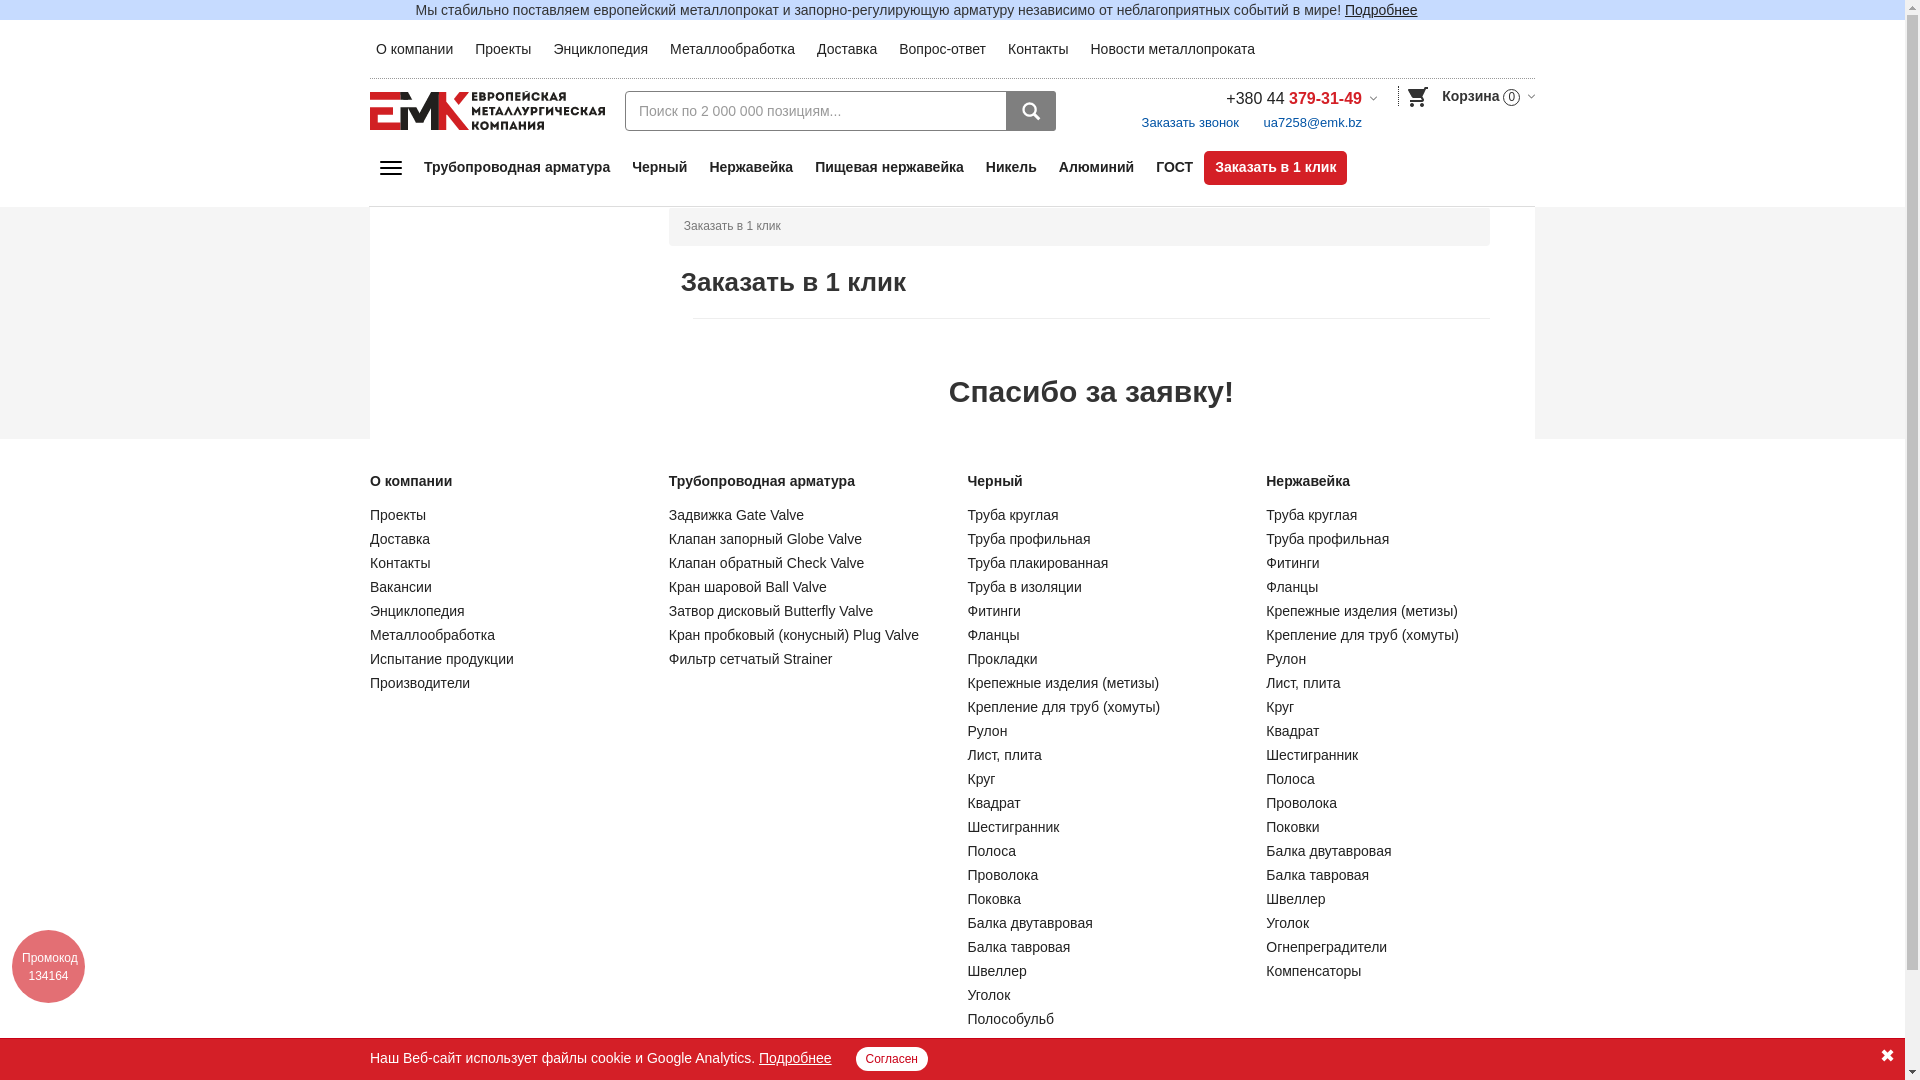 Мы стабильно поставляем европейский металлопрокат и запорно-регулирующую арматуру независимо от неблагоприятных событий в мире! Подробнее
О компании Проекты Энциклопедия Металлообработка Доставка Вопрос-ответ Контакты Новости металлопроката
ЕМК ЕВРОПЕЙСКАЯ
МЕТАЛЛУРГИЧЕСКАЯ
КОМПАНИЯ
Поиск по 2 000 000 позициям...
+380 44 379-31-49
Заказать звонок ua7258@emk.bz
Корзина 0
Трубопроводная арматура Черный Нержавейка Пищевая нержавейка Никель Алюминий ГОСТ Заказать в 1 клик
Заказать в 1 клик
Заказать в 1 клик
Спасибо за заявку!
О компании
Проекты
Доставка
Контакты
Вакансии
Энциклопедия
Металлообработка
Испытание продукции
Производители
Трубопроводная арматура
Задвижка Gate Valve
Клапан запорный Globe Valve
Клапан обратный Check Valve
Кран шаровой Ball Valve
Затвор дисковый Butterfly Valve
Кран пробковый (конусный) Plug Valve
Фильтр сетчатый Strainer
Черный
Труба круглая
Труба профильная
Труба плакированная
Труба в изоляции
Фитинги
Фланцы
Прокладки
Крепежные изделия (метизы)
Крепление для труб (хомуты)
Рулон
Лист, плита
Круг
Квадрат
Шестигранник
Полоса
Проволока
Поковка
Балка двутавровая
Балка тавровая
Швеллер
Уголок
Полособульб
Нержавейка
Труба круглая
Труба профильная
Фитинги
Фланцы
Крепежные изделия (метизы)
Крепление для труб (хомуты)
Рулон
Лист, плита
Круг
Квадрат
Шестигранник
Полоса
Проволока
Поковки
Балка двутавровая
Балка тавровая
Швеллер
Уголок
Огнепреградители
Компенсаторы
Промокод
134164
Наш Веб-сайт использует файлы cookie и Google Analytics. Подробнее Согласен